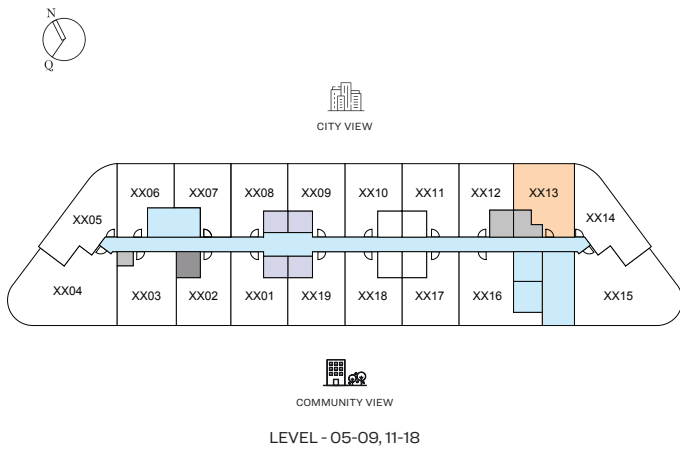 N
Q
CITY VIEW
XX06 XX07 XX08 XX09 XX10 XX11 XX12 XX13
XX05 XX14
XX04 XX03 XX02 XX01 XX19 XX18 XX17 XX16 XX15
COMMUNITY VIEW
LEVEL - 05-09, 11-18